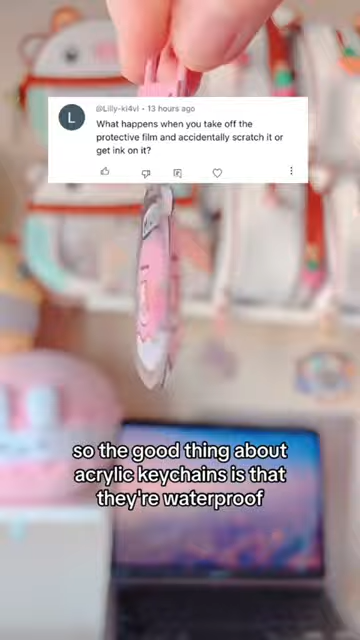 L
@Lilly-ki4vl • 13 hours ago
What happens when you take off the
protective film and accidentally scratch it or
get ink on it?
so the good thing about
acrylic keychains is that
they're waterproof